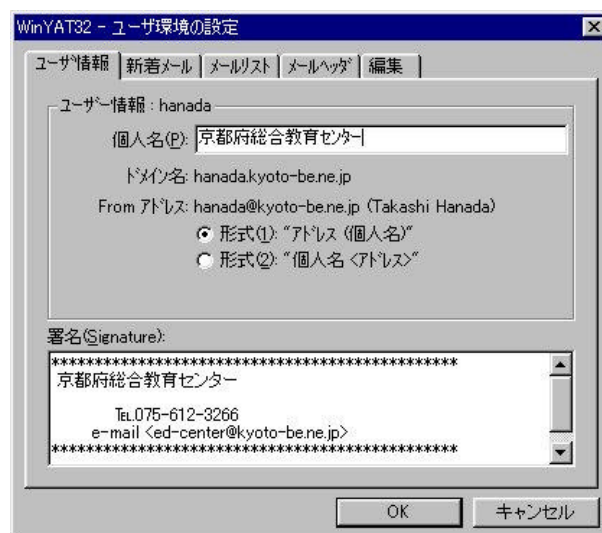 WinYAT32 - ユーザ環境の設定
ユーザ情報 新着メール メールリスト メールヘッダ 編集
ユーザー情報 : hanada
個人名(P): 京都府総合教育センター
ドメイン名: hanada.kyoto-be.ne.jp
From アドレス: hanada@kyoto-be.ne.jp (Takashi Hanada)
形式(1): "アドレス (個人名)"
形式(2): "個人名 <アドレス>"
署名(Signature):
***********************************************
京都府総合教育センター
℡.075-612-3266
e-mail <ed-center@kyoto-be.ne.jp>
***********************************************
OK キャンセル